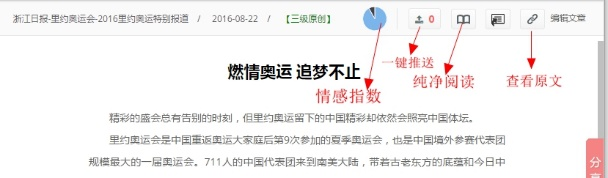 浙江日报-里约奥运会-2016里约奥运特别报道 / 2016-08-22 / 【三级原创】 0 编辑文章
一键推送
纯净阅读
查看原文
燃情奥运 追梦不止
情感指数
精彩的盛会总有告别的时刻，但里约奥运留下的中国精彩却依然会照亮中国体坛。
里约奥运会是中国重返奥运大家庭后第9次参加的夏季奥运会，也是中国境外参赛代表团
规模最大的一届奥运会。711人的中国代表团来到南美大陆，带着古老东方的底蕴和今日中
分
享